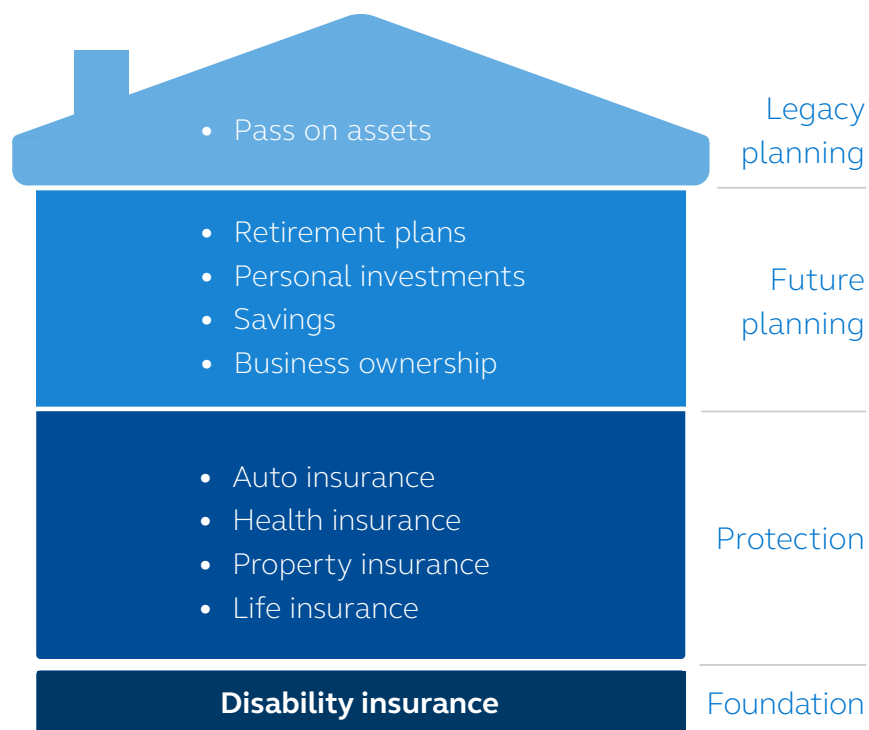 • Pass on assets
Legacy
planning
• Retirement plans
• Personal investments
• Savings
• Business ownership
Future
planning
• Auto insurance
• Health insurance
• Property insurance
• Life insurance
Protection
Disability insurance
Foundation